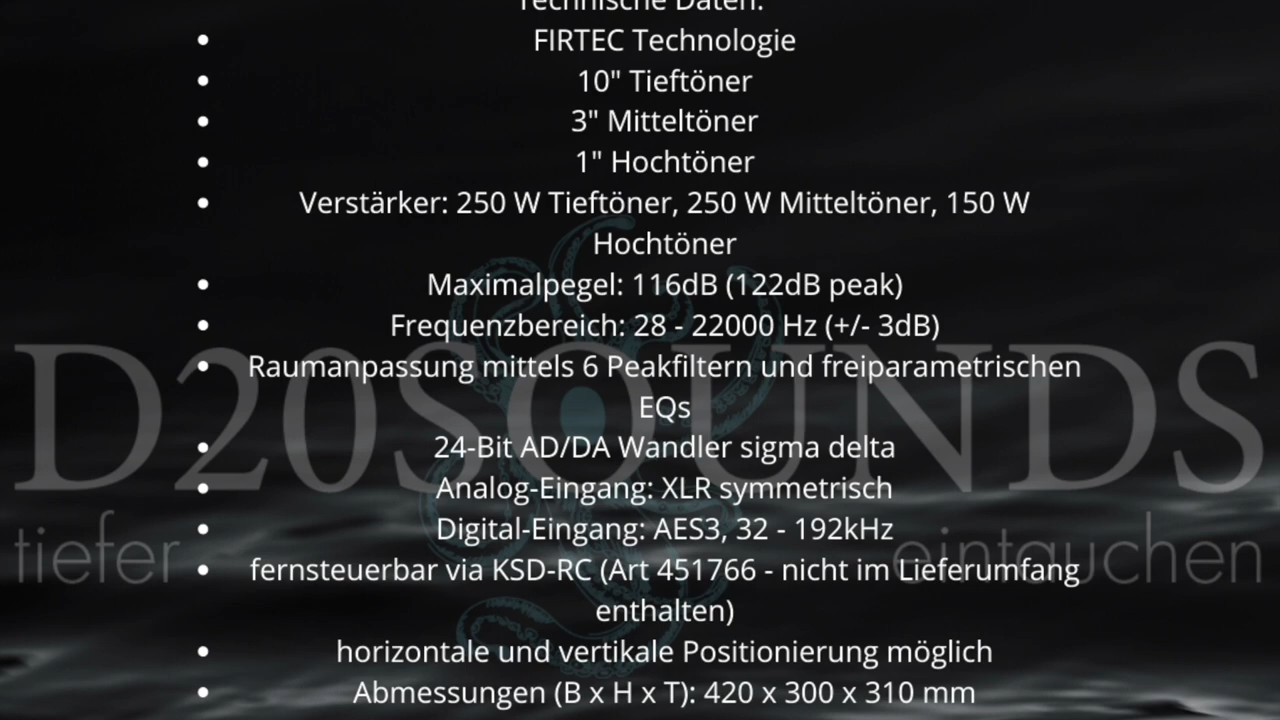 Technische Daten:
• FIRTEC Technologie
• 10" Tieftöner
• 3" Mitteltöner
• 1" Hochtöner
• Verstärker: 250 W Tieftöner, 250 W Mitteltöner, 150 W
Hochtöner
• Maximalpegel: 116dB (122dB peak)
• Frequenzbereich: 28 - 22000 Hz (+/- 3dB)
• Raumanpassung mittels 6 Peakfiltern und freiparametrischen
EQs
D20SOUNDS
• 24-Bit AD/DA Wandler sigma delta
• Analog-Eingang: XLR symmetrisch
• Digital-Eingang: AES3, 32 - 192kHz
tiefer eintauchen
• fernsteuerbar via KSD-RC (Art 451766 - nicht im Lieferumfang
enthalten)
• horizontale und vertikale Positionierung möglich
• Abmessungen (B x H x T): 420 x 300 x 310 mm